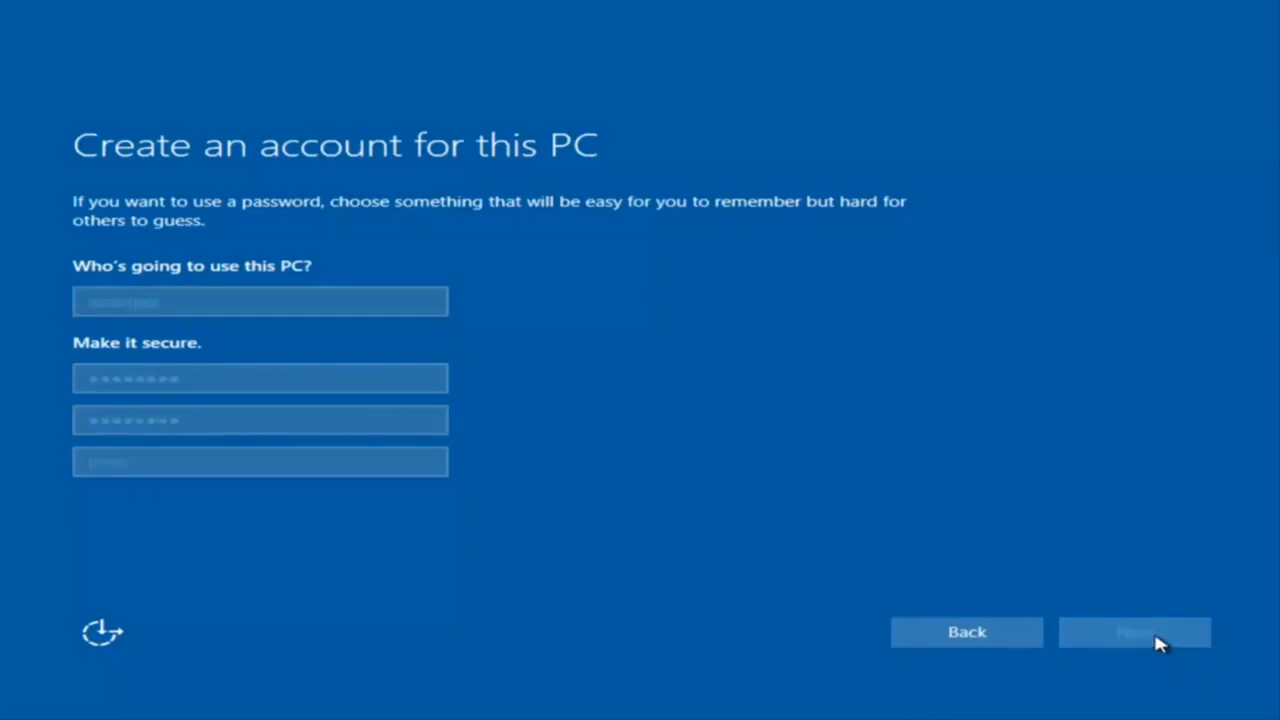 Create an account for this PC
If you want to use a password, choose something that will be easy for you to remember but hard for
others to guess.
Who's going to use this PC?
Make it secure.
Back